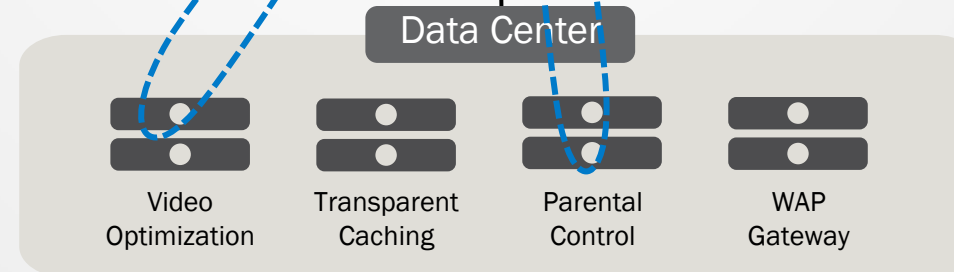 Data Center
Video
Optimization
Transparent
Caching
Parental
Control
WAP
Gateway